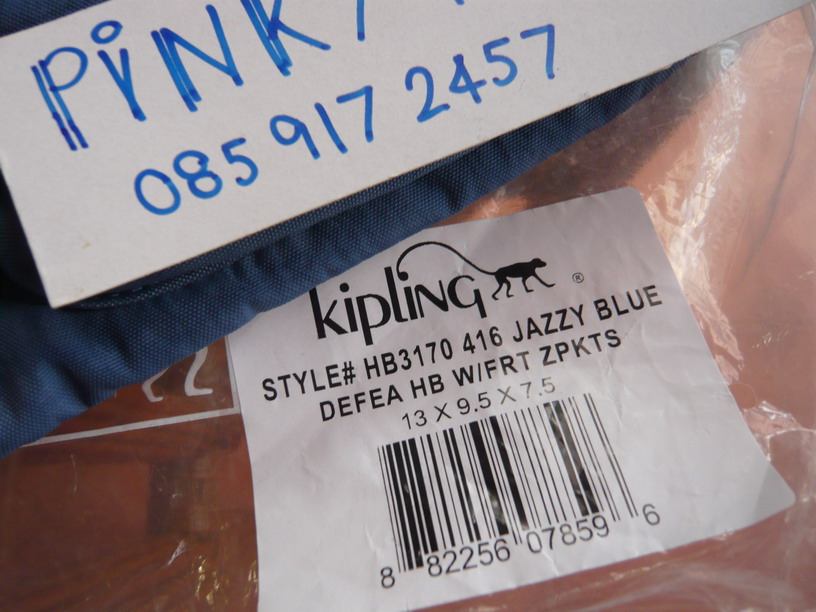 PiNK/
085 917 2457
kipling®
STYLE# HB3170 416 JAZZY BLUE
DEFEA HB W/FRT ZPKTS
13 X 9.5 X 7.5
8 82256 07859 6